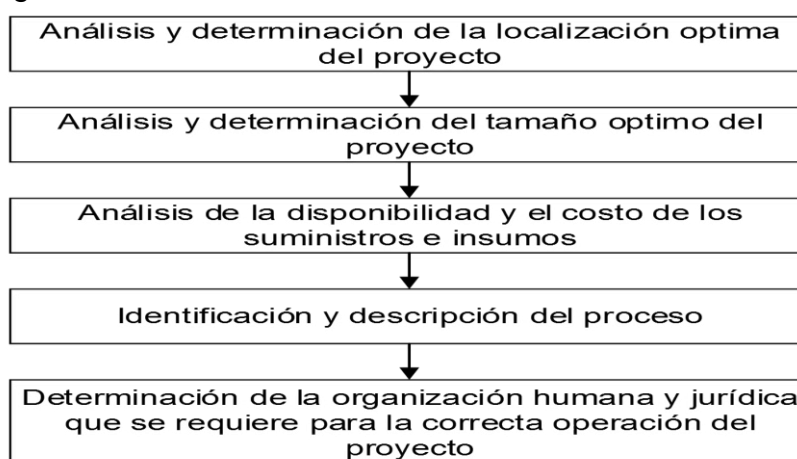 Análisis y determinación de la localización optima
del proyecto
Análisis y determinación del tamaño optimo del
proyecto
Análisis de la disponibilidad y el costo de los
suministros e insumos
Identificación y descripción del proceso
Determinación de la organización humana y jurídica
que se requiere para la correcta operación del
proyecto